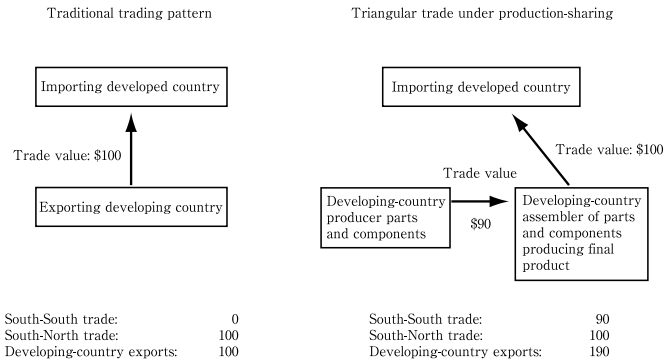 Traditional trading pattern
Importing developed country
Trade value: $100
Exporting developing country
South-South trade: 0
South-North trade: 100
Developing-country exports: 100
Triangular trade under production-sharing
Importing developed country
Trade value: $100
Trade value
$90
Developing-country
producer parts
and components
Developing-country
assembler of parts
and components
producing final
product
South-South trade: 90
South-North trade: 100
Developing-country exports: 190